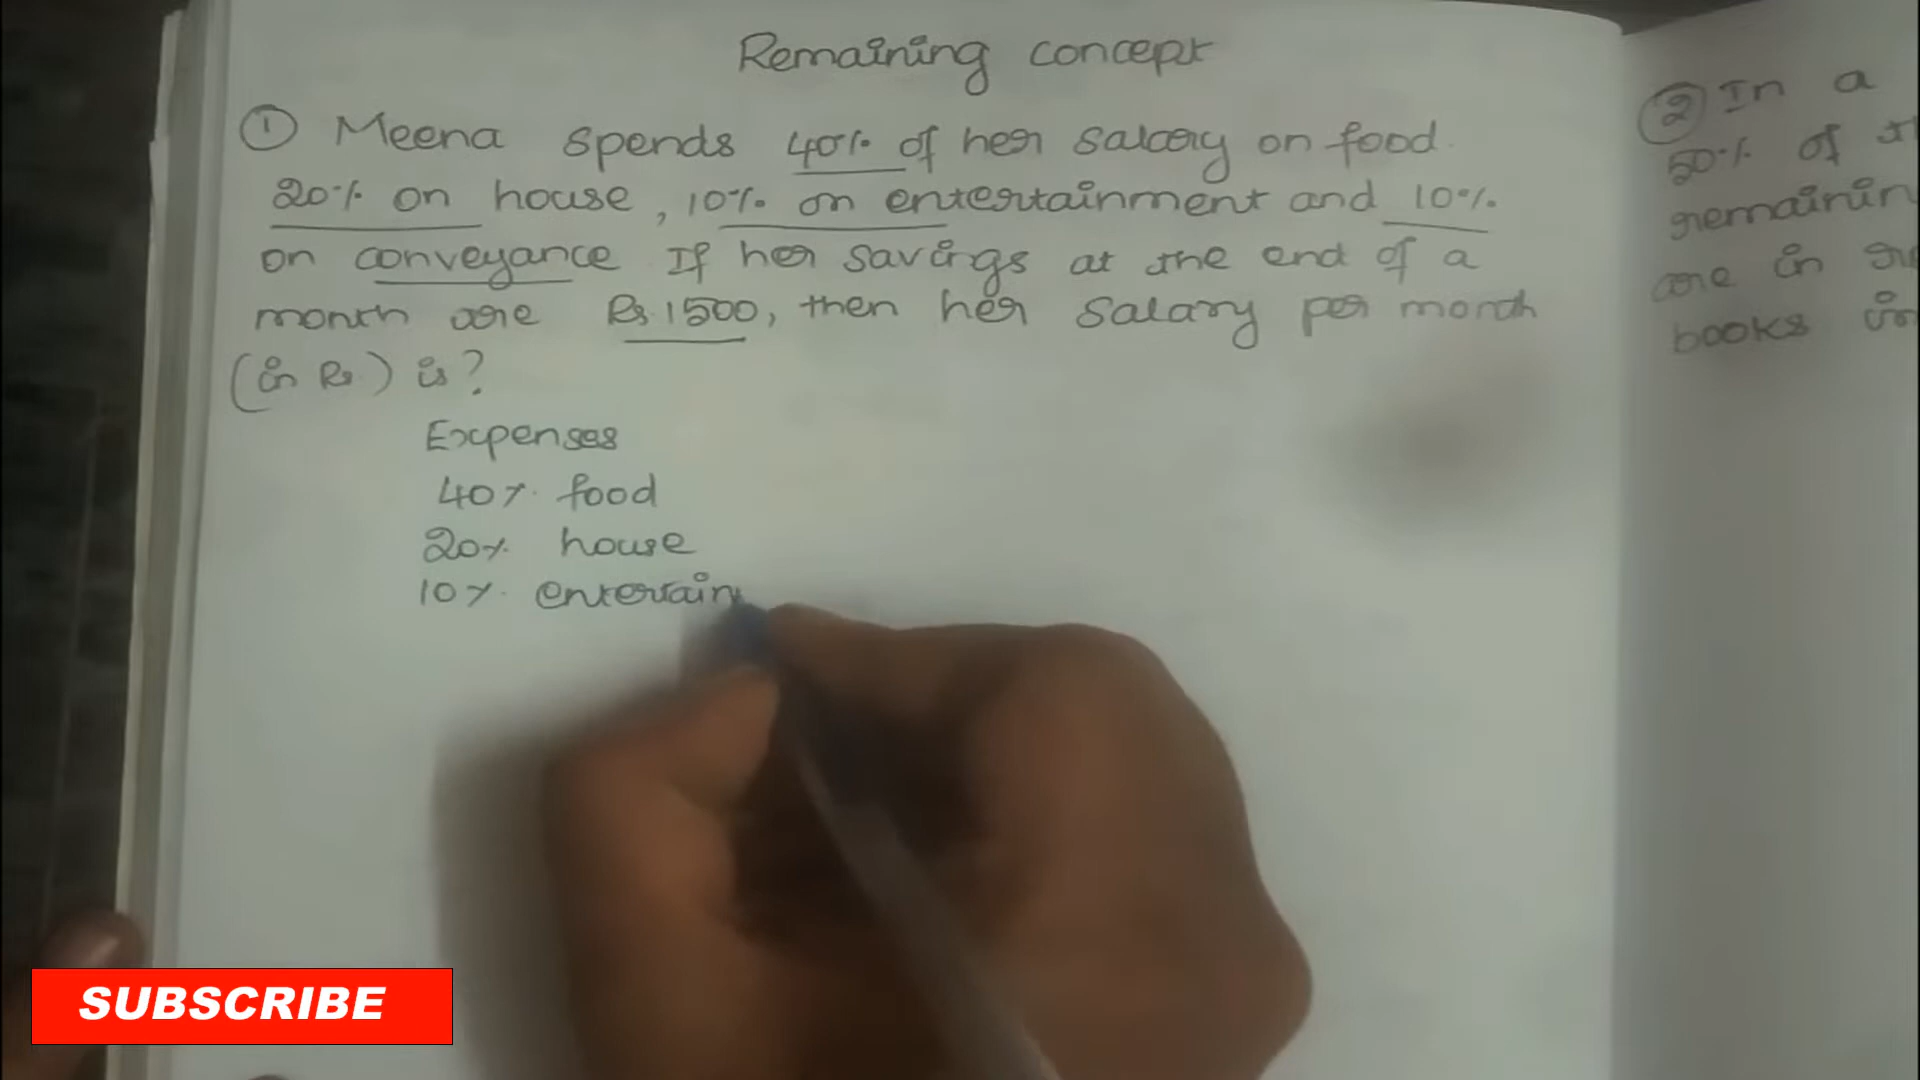 Remaining concept
① Meena spends 40% of her salary on food.
20% on house, 10% on entertainment and 10%
on conveyance If her savings at the end of a
month are Rs.1500, then her salary per month
(in Rs.) is?
Expenses
40% food
20% house
10% entertain
② In a
50% of
are in
books in
SUBSCRIBE